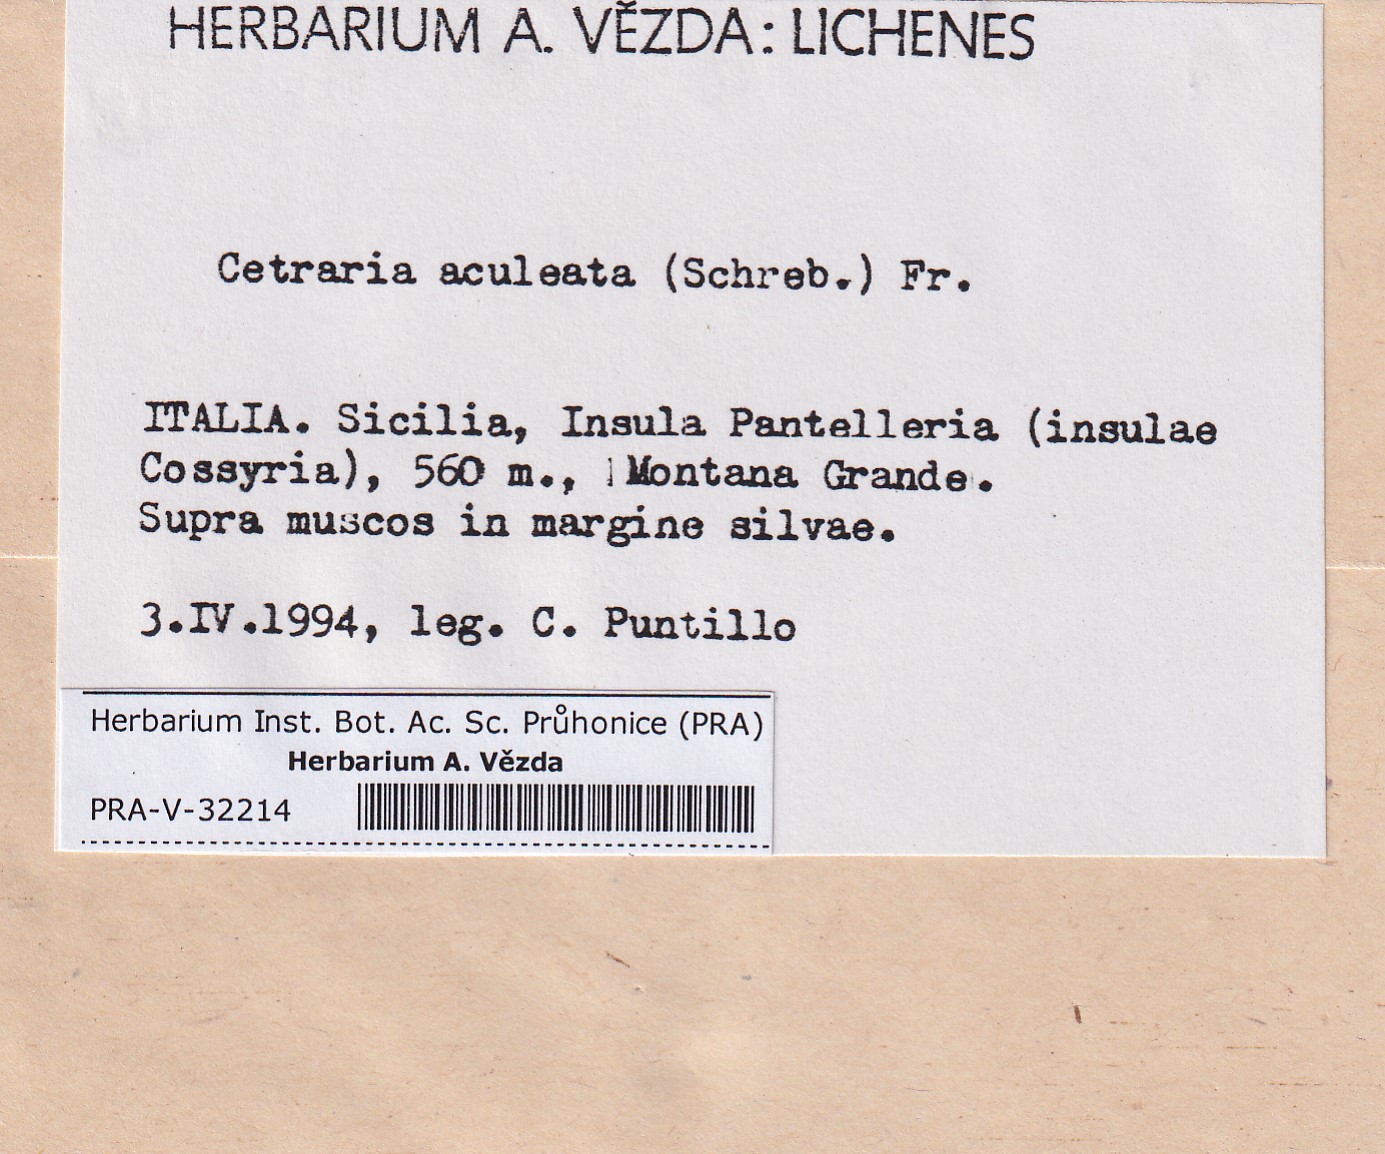 HERBARIUM A. VĚZDA: LICHENES
Cetraria aculeata (Schreb.) Fr.
ITALIA. Sicilia, Insula Pantelleria (insulae
Cossyria), 560 m., Montana Grande.
Supra muscos in margine silvae.
3.IV.1994, leg. C. Puntillo
Herbarium Inst. Bot. Ac. Sc. Průhonice (PRA)
Herbarium A. Vězda
PRA-V-32214